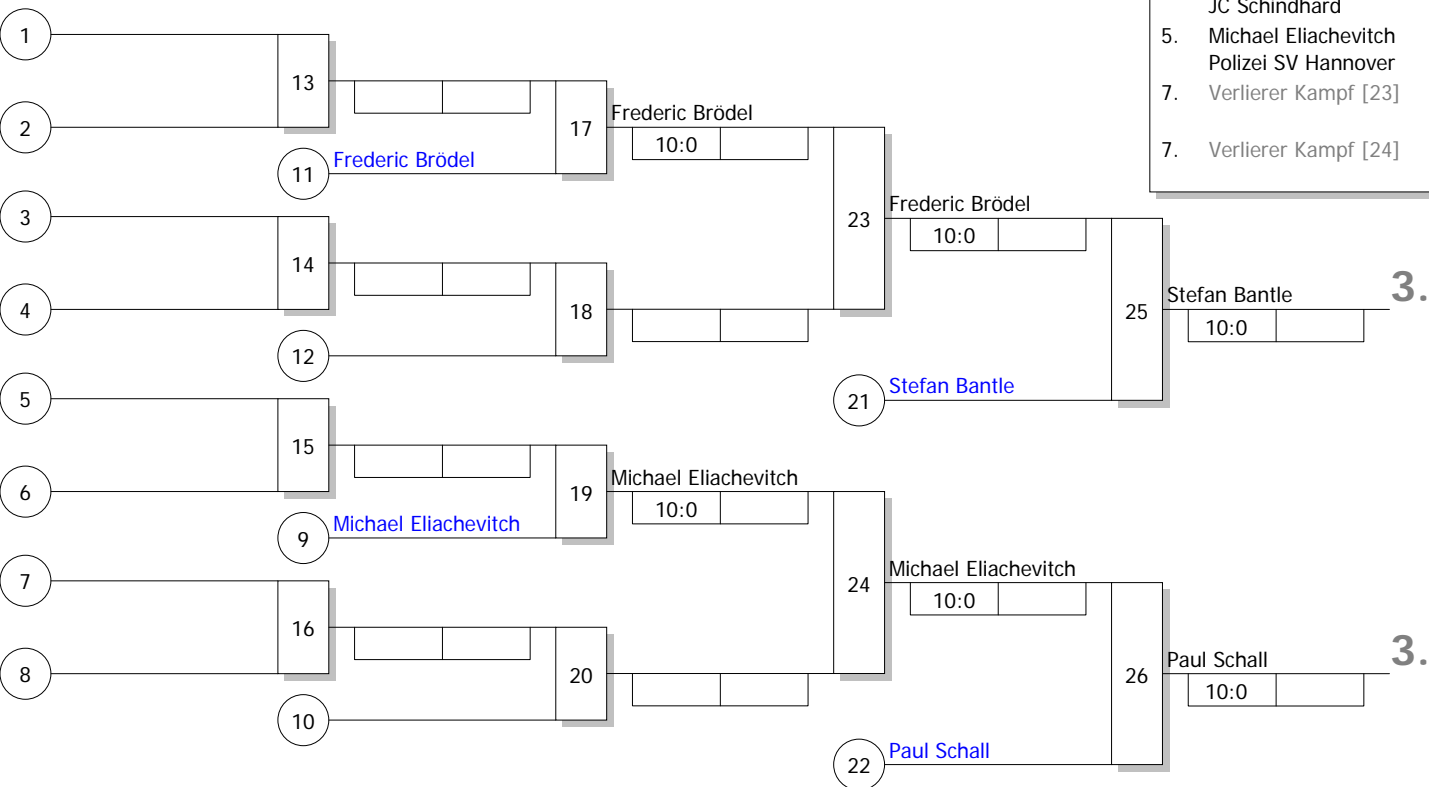 JC Schindhard
5. Michael Eliachevitch
Polizei SV Hannover
7. Verlierer Kampf [23]
7. Verlierer Kampf [24]
1
13
2
17
Frederic Brödel
10:0
11
Frederic Brödel
3
23
Frederic Brödel
10:0
14
4
18
25
Stefan Bantle
3.
10:0
12
5
21
Stefan Bantle
15
6
19
Michael Eliachevitch
10:0
9
Michael Eliachevitch
7
24
Michael Eliachevitch
10:0
16
8
20
26
Paul Schall
3.
10:0
10
22
Paul Schall